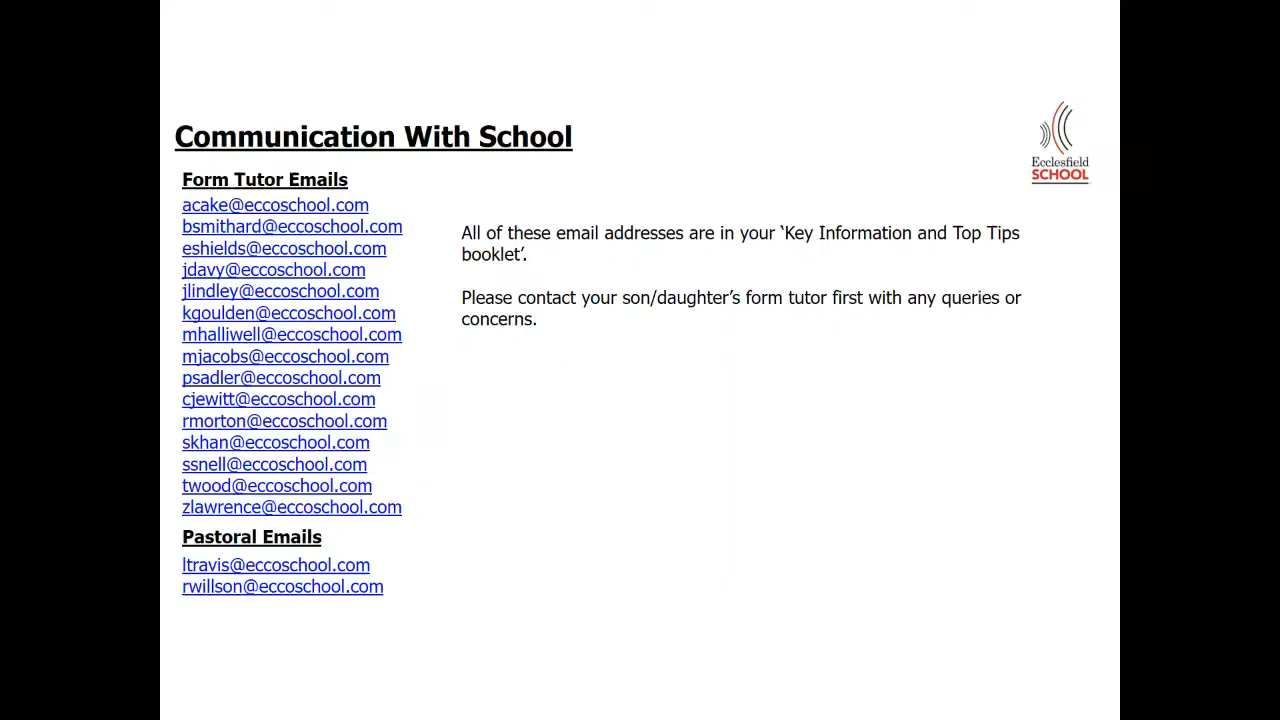 Communication With School
Ecclesfield
SCHOOL
Form Tutor Emails
acake@eccoschool.com
bsmithard@eccoschool.com
eshields@eccoschool.com
jdavy@eccoschool.com
jlindley@eccoschool.com
kgoulden@eccoschool.com
mhalliwell@eccoschool.com
mjacobs@eccoschool.com
psadler@eccoschool.com
cjewitt@eccoschool.com
rmorton@eccoschool.com
skhan@eccoschool.com
ssnell@eccoschool.com
twood@eccoschool.com
zlawrence@eccoschool.com
Pastoral Emails
ltravis@eccoschool.com
rwillson@eccoschool.com
All of these email addresses are in your ‘Key Information and Top Tips
booklet’.
Please contact your son/daughter’s form tutor first with any queries or
concerns.